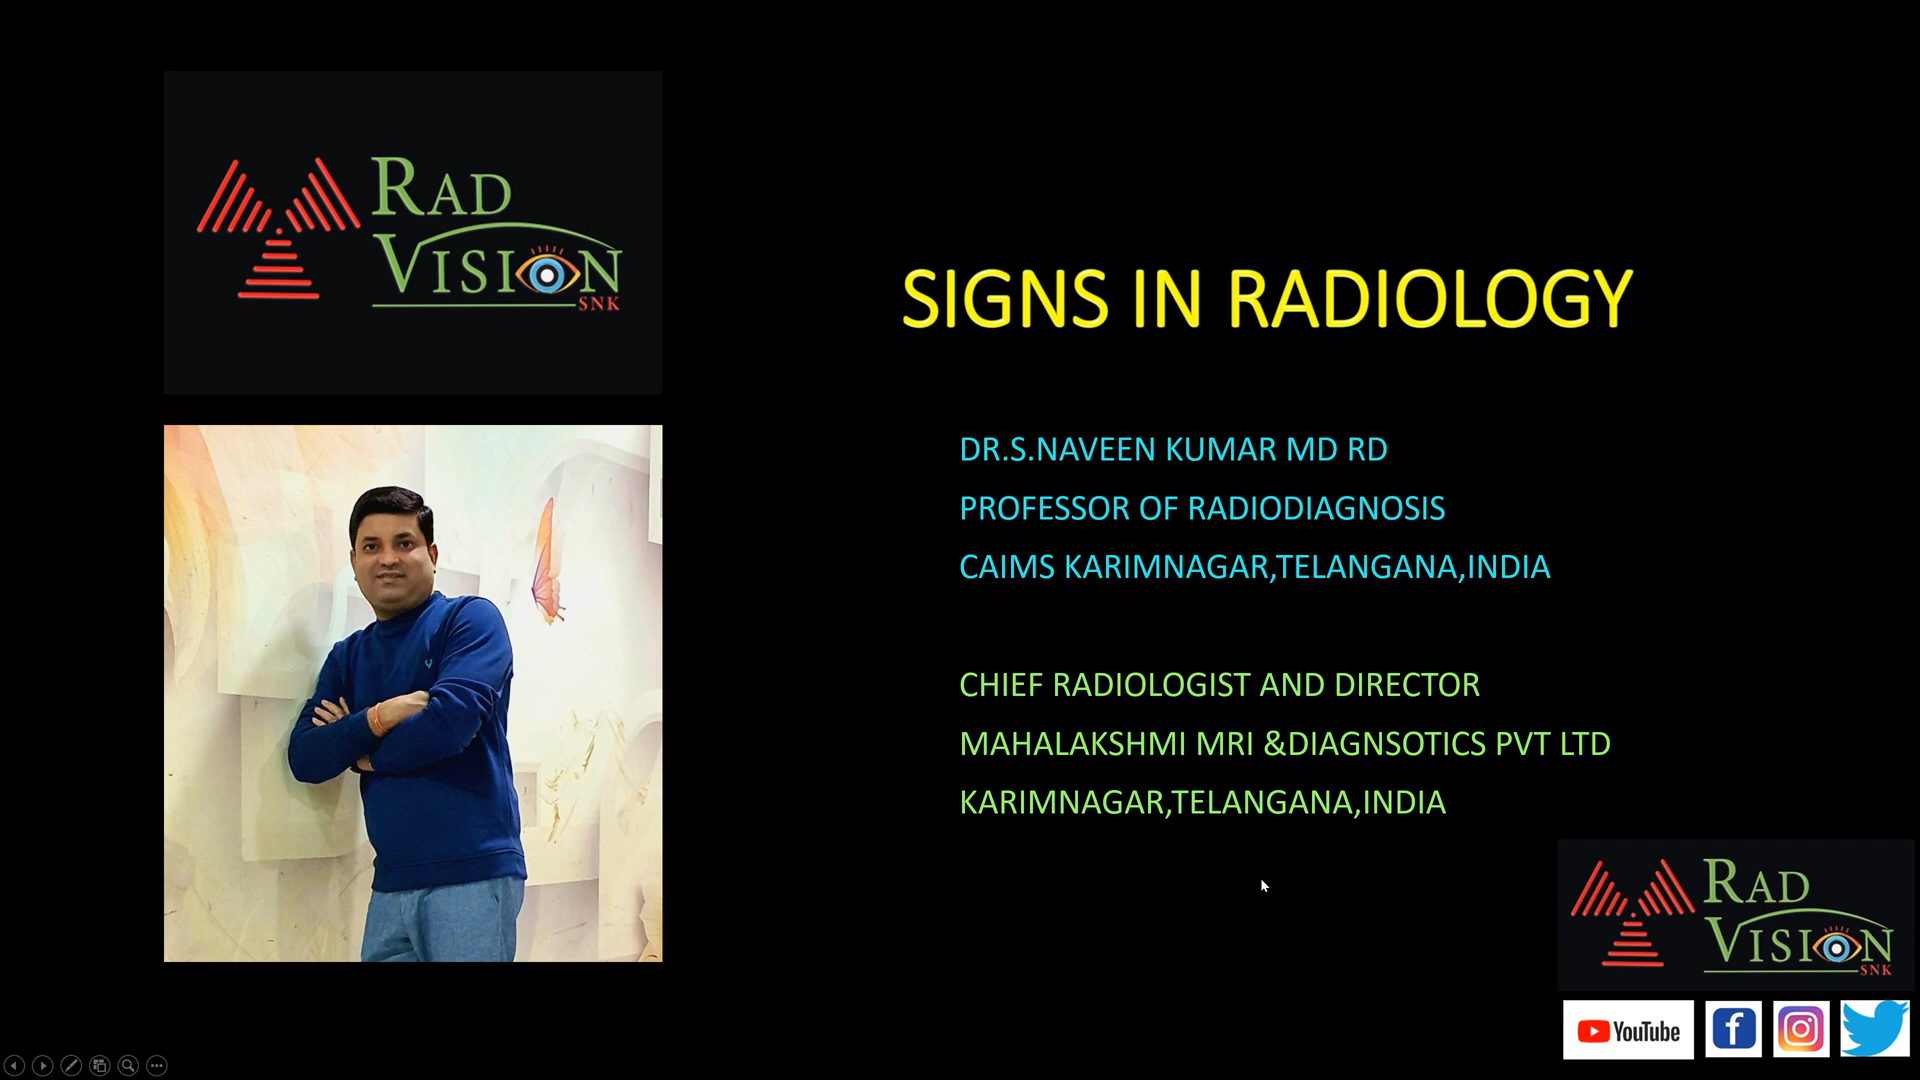 RAD
VISION
SNK
SIGNS IN RADIOLOGY
DR.S.NAVEEN KUMAR MD RD
PROFESSOR OF RADIODIAGNOSIS
CAIMS KARIMNAGAR,TELANGANA,INDIA
CHIEF RADIOLOGIST AND DIRECTOR
MAHALAKSHMI MRI &DIAGNSOTICS PVT LTD
KARIMNAGAR,TELANGANA,INDIA
RAD
VISION
SNK
YouTube